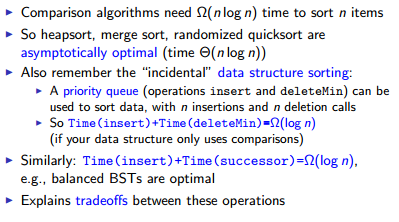 ► Comparison algorithms need Ω(n log n) time to sort n items
► So heapsort, merge sort, randomized quicksort are
asymptotically optimal (time Θ(n log n))
► Also remember the “incidental” data structure sorting:
► A priority queue (operations insert and deleteMin) can be
used to sort data, with n insertions and n deletion calls
► So Time(insert)+Time(deleteMin)=Ω(log n)
(if your data structure only uses comparisons)
► Similarly: Time(insert)+Time(successor)=Ω(log n),
e.g., balanced BSTs are optimal
► Explains tradeoffs between these operations